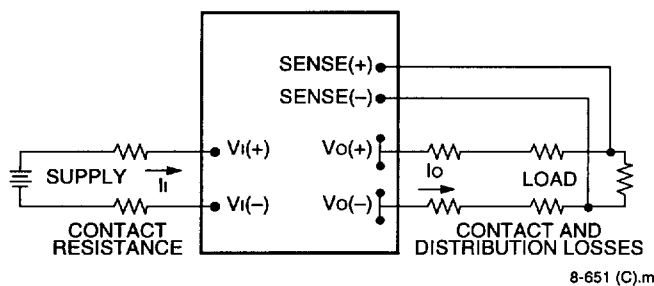 SENSE(+)
SENSE(–)
VI(+)
VO(+)
IO
SUPPLY
II
LOAD
VI(–)
VO(–)
CONTACT
RESISTANCE
CONTACT AND
DISTRIBUTION LOSSES
8-651 (C).m